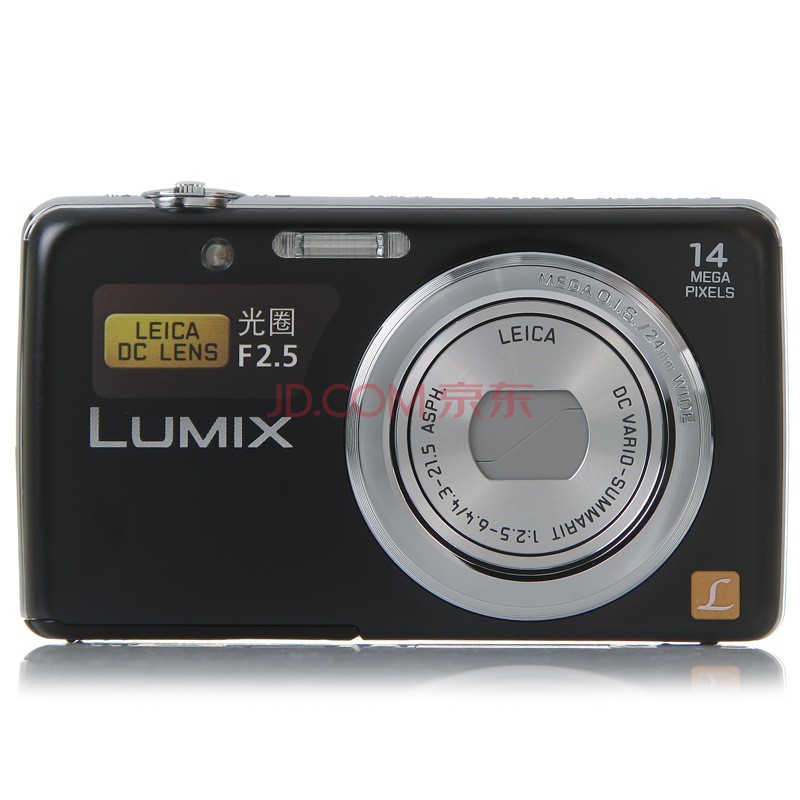 14
MEGA
PIXELS
MEGA O.I.S./24mm WIDE
LEICA
DC LENS
光圈
F2.5
LEICA
DC VARIO-SUMMARIT 1:2.5-6.4/4.3-21.5 ASPH.
JD.COM 京东
LUMIX
L